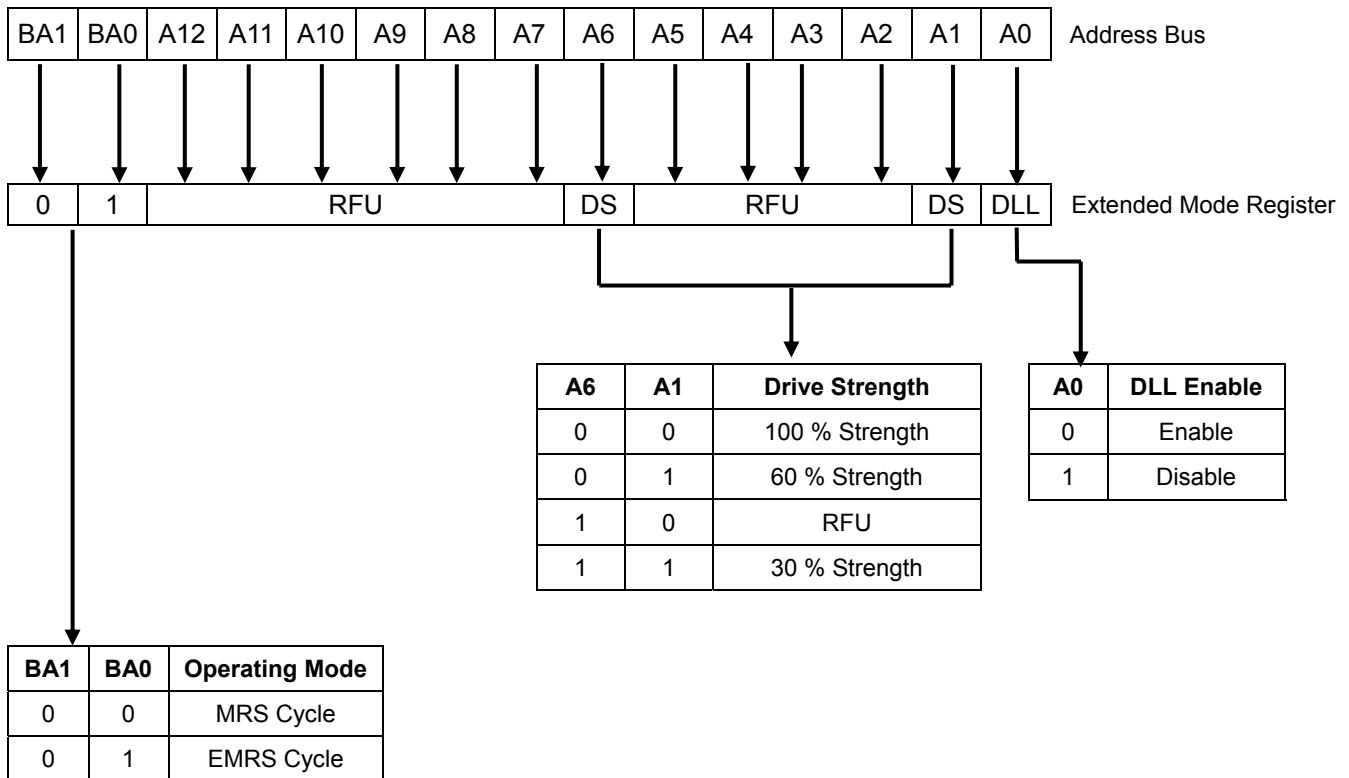 BA1 BA0 A12 A11 A10 A9 A8 A7 A6 A5 A4 A3 A2 A1 A0 Address Bus
0 1 RFU DS RFU DS DLL Extended Mode Register
A6 A1 Drive Strength
0 0 100 % Strength
0 1 60 % Strength
1 0 RFU
1 1 30 % Strength
A0 DLL Enable
0 Enable
1 Disable
BA1 BA0 Operating Mode
0 0 MRS Cycle
0 1 EMRS Cycle